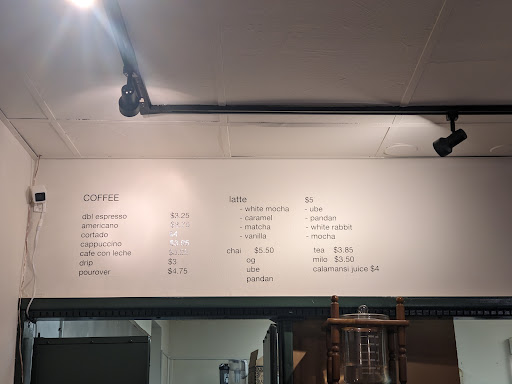 COFFEE
dbl espresso $3.25
americano
cortado
cappuccino
cafe con leche
drip $3
pourover $4.75
latte $5
- white mocha
- caramel
- matcha
- vanilla
- ube
- pandan
- white rabbit
- mocha
chai $5.50
og
ube
pandan
tea $3.85
milo $3.50
calamansi juice $4